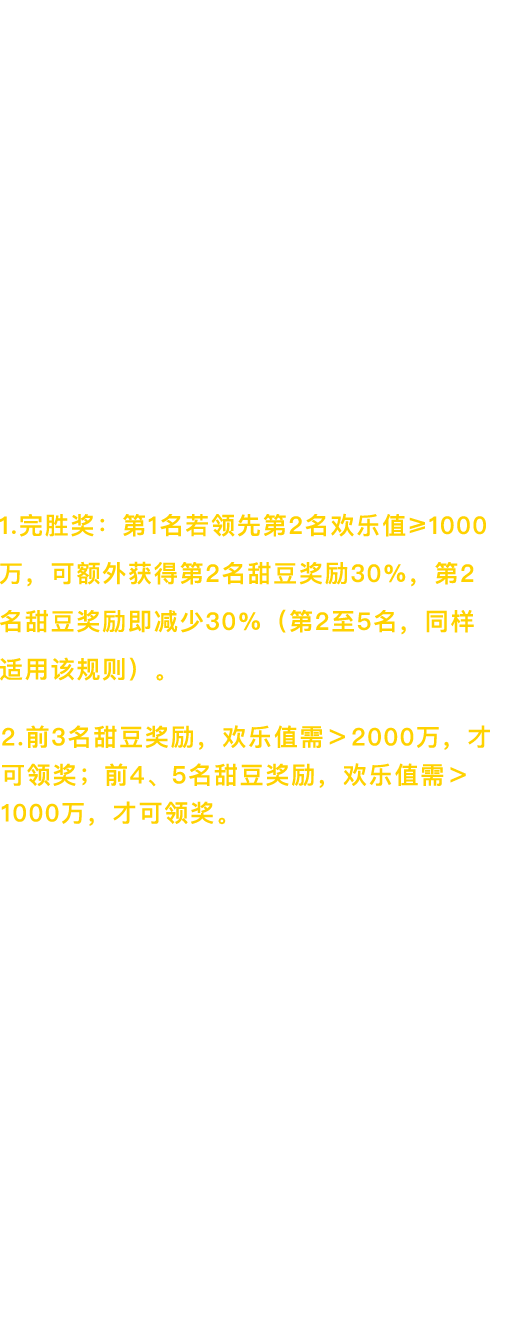 1.完胜奖：第1名若领先第2名欢乐值⩾1000
万，可额外获得第2名甜豆奖励30%，第2
名甜豆奖励即减少30%（第2至5名，同样
适用该规则）。
2.前3名甜豆奖励，欢乐值需＞2000万，才
可领奖；前4、5名甜豆奖励，欢乐值需＞
1000万，才可领奖。